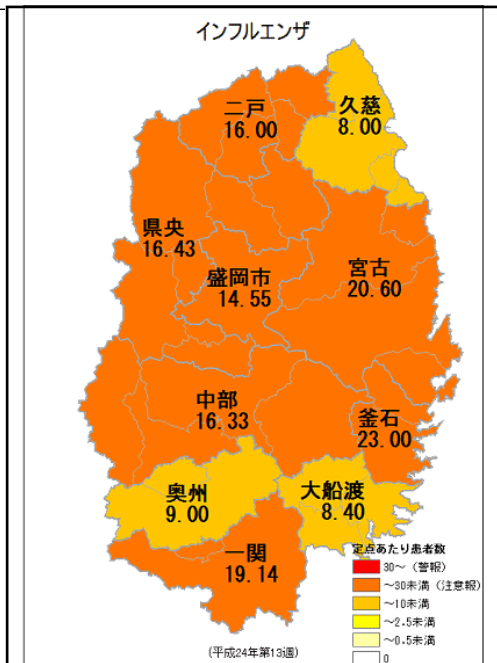 インフルエンザ
二戸
16.00
久慈
8.00
県央
16.43
盛岡市
14.55
宮古
20.60
中部
16.33
釜石
23.00
奥州
9.00
大船渡
8.40
一関
19.14
定点あたり患者数
30～（警報）
～30未満（注意報）
～10未満
～2.5未満
～0.5未満
0
(平成24年第13週)